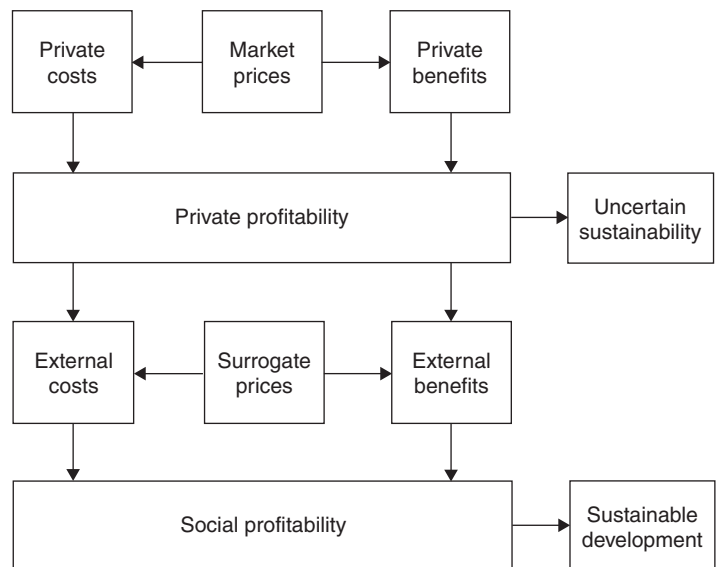 Private
costs
Market
prices
Private
benefits
Private profitability
Uncertain
sustainability
External
costs
Surrogate
prices
External
benefits
Social profitability
Sustainable
development